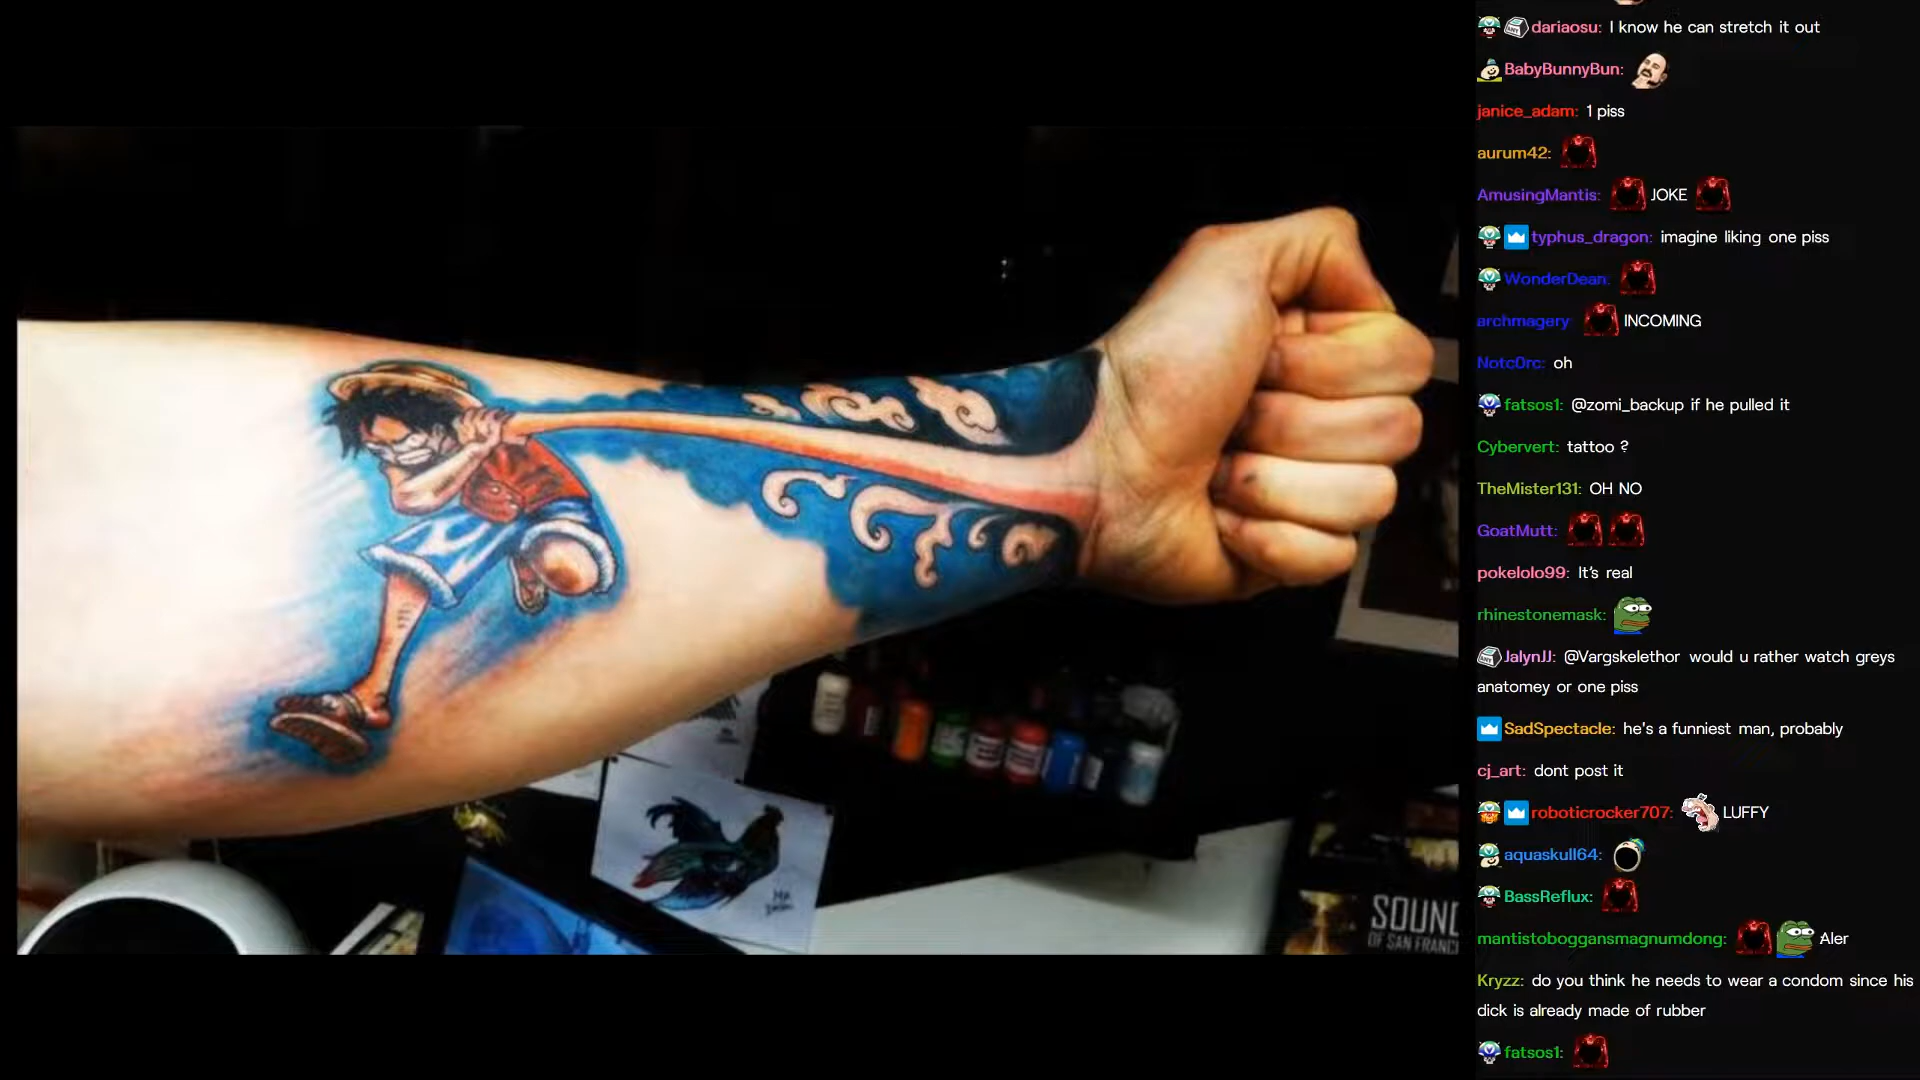 dariaosu: I know he can stretch it out
BabyBunnyBun:
janice_adam: 1 piss
aurum42:
AmusingMantis: JOKE
typhus_dragon: imagine liking one piss
WonderDean:
archmagery: INCOMING
Notc0rc: oh
fatsos1: @zomi_backup if he pulled it
Cybervert: tattoo ?
TheMister131: OH NO
GoatMutt:
pokelolo99: It's real
rhinestonemask:
JalynJJ: @Vargskelethor would u rather watch greys
anatomey or one piss
SadSpectacle: he's a funniest man, probably
cj_art: dont post it
roboticrocker707: LUFFY
aquaskull64:
BassReflux:
mantistoboggansmagnumdong: Aler
Kryzz: do you think he needs to wear a condom since his
dick is already made of rubber
fatsos1:
SOUND
OF SAN FRANCI